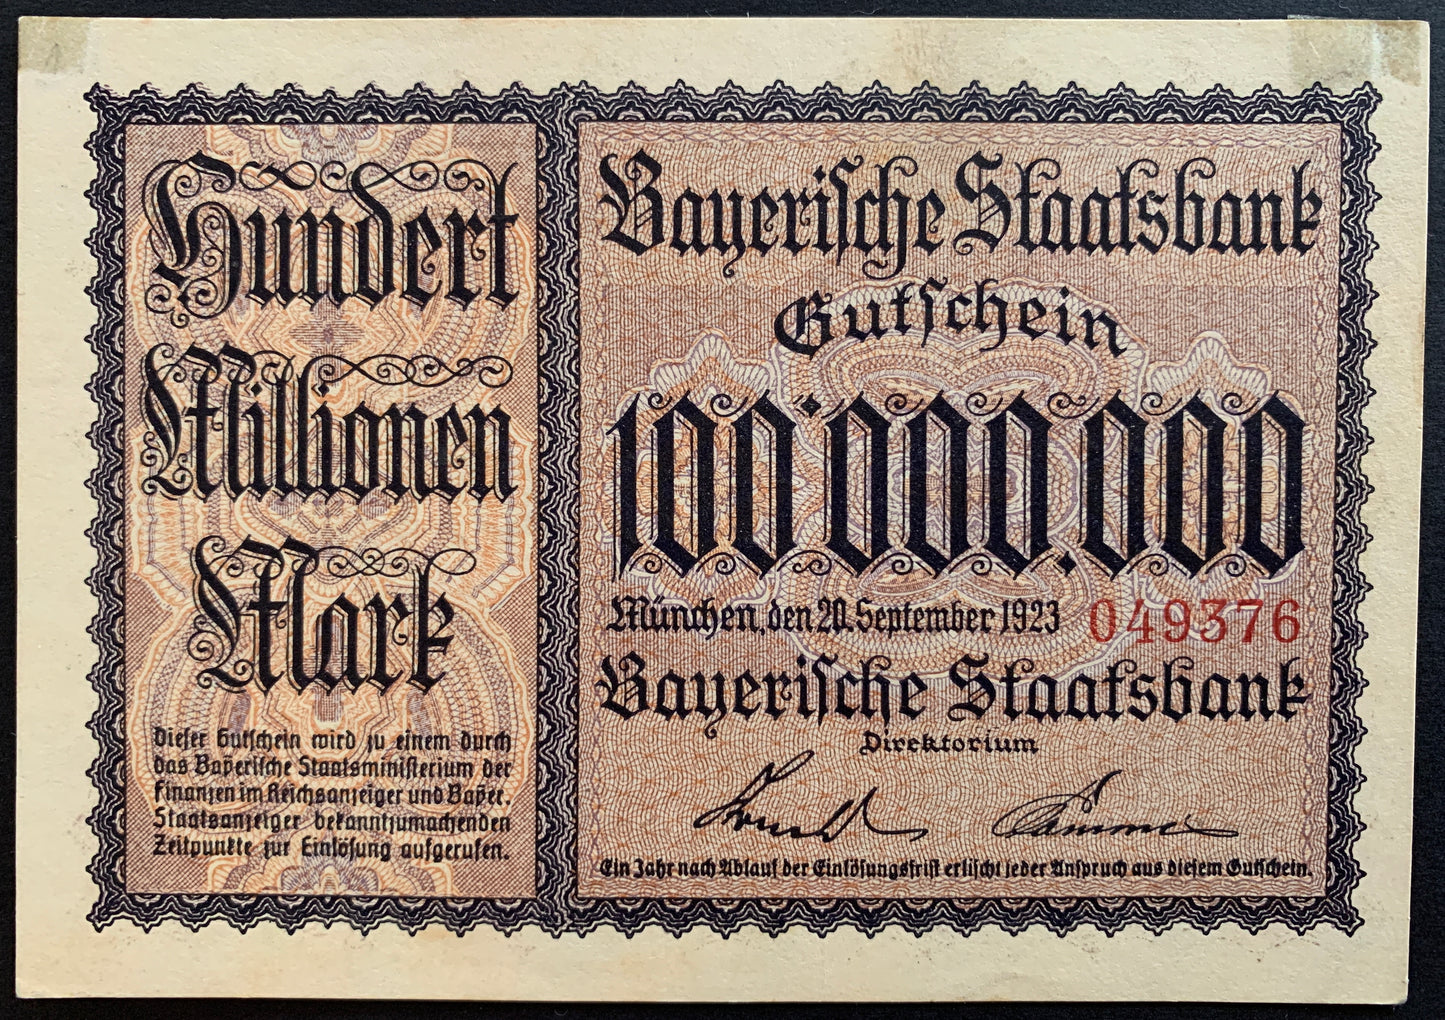 Hundert
Millionen
Mark
Dieser Gutschein wird zu einem durch
das Bayerische Staatsministerium der
Finanzen im Reichsanzeiger und Bayer.
Staatsanzeiger bekanntzumachenden
Zeitpunkte zur Einlösung aufgerufen.
Bayerische Staatsbank
Gutschein
100.000.000
München, den 20. September 1923 049376
Bayerische Staatsbank
Direktorium
Ein Jahr nach Ablauf der Einlösungsfrist erlischt jeder Anspruch aus diesem Gutschein.